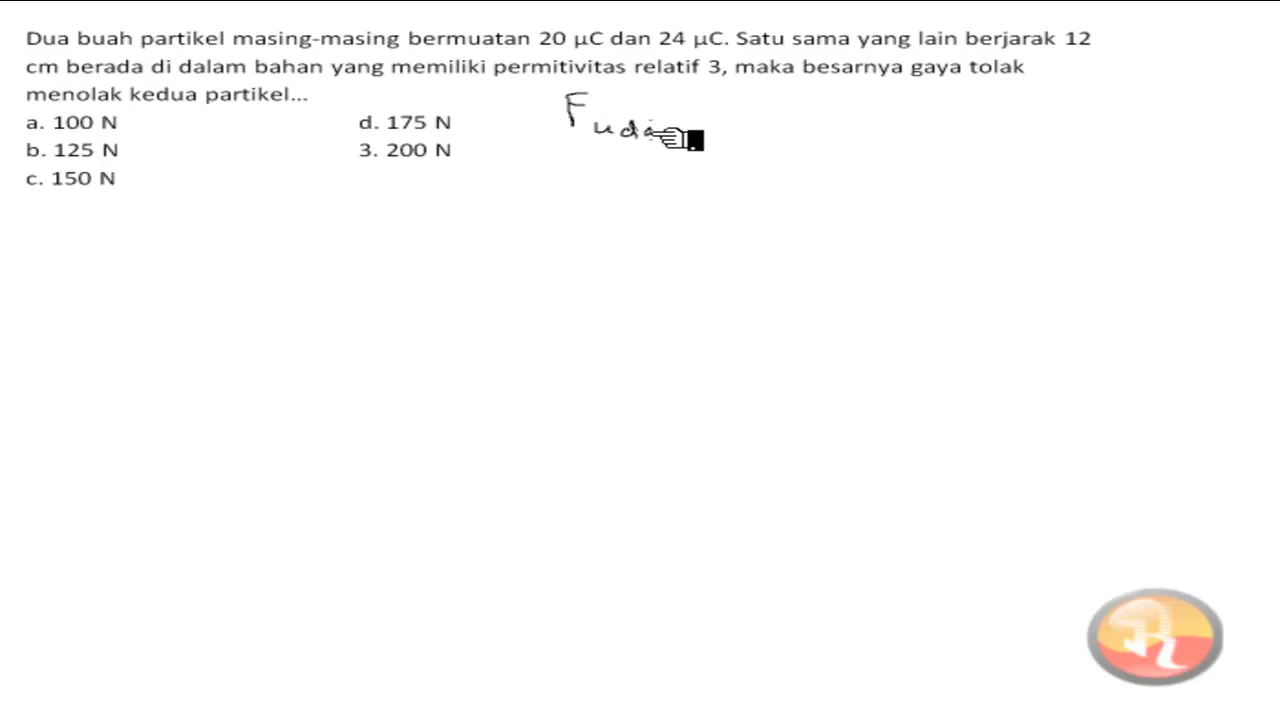 Dua buah partikel masing-masing bermuatan 20 μC dan 24 μC. Satu sama yang lain berjarak 12
cm berada di dalam bahan yang memiliki permitivitas relatif 3, maka besarnya gaya tolak
menolak kedua partikel...
a. 100 N
b. 125 N
c. 150 N
d. 175 N
3. 200 N
F